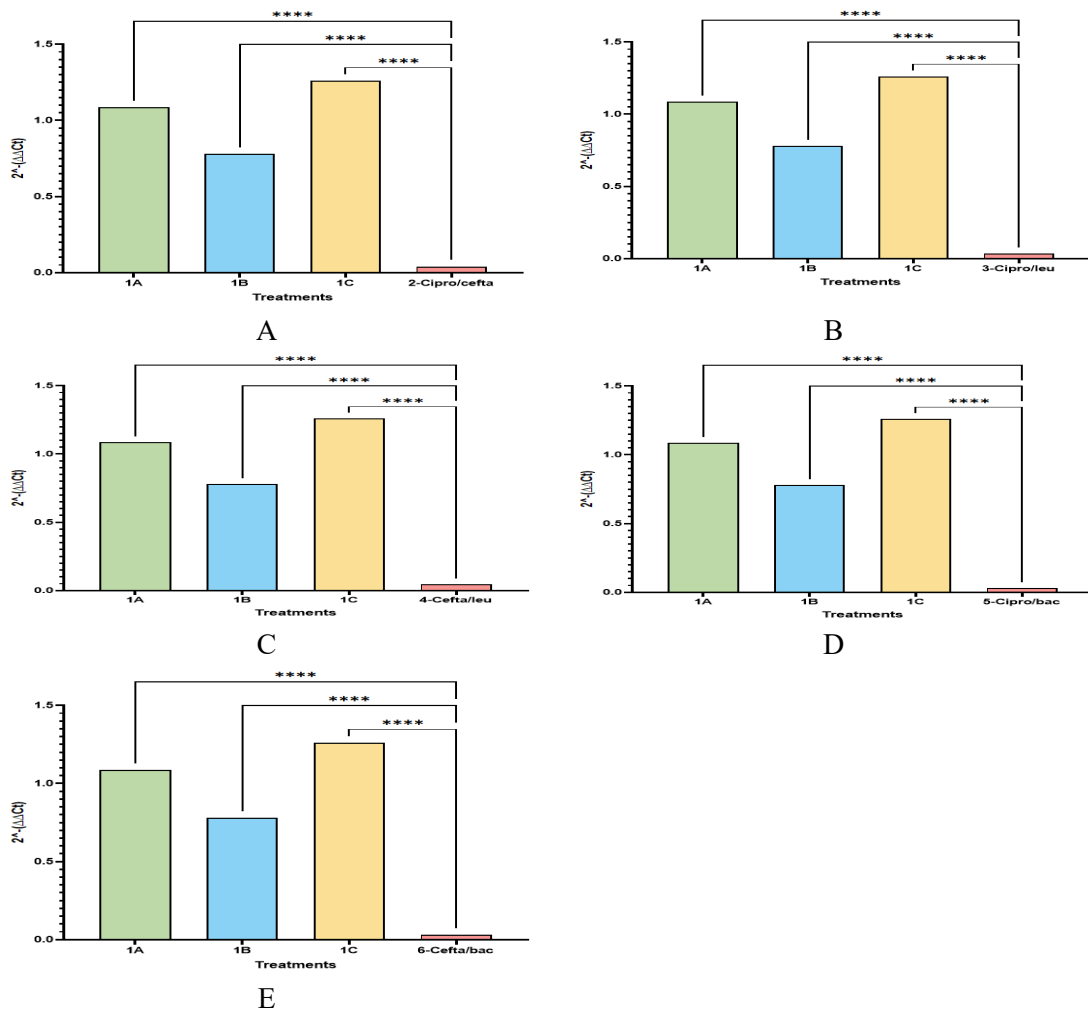 ****
****
****
1.5
1.0
0.5
0.0
2^-(ΔΔCt)
1A 1B 1C 2-Cipro/cefta
Treatments
A
****
****
****
1.5
1.0
0.5
0.0
2^-(ΔΔCt)
1A 1B 1C 3-Cipro/leu
Treatments
B
****
****
****
1.5
1.0
0.5
0.0
2^-(ΔΔCt)
1A 1B 1C 4-Cefta/leu
Treatments
C
****
****
****
1.5
1.0
0.5
0.0
2^-(ΔΔCt)
1A 1B 1C 5-Cipro/bac
Treatments
D
****
****
****
1.5
1.0
0.5
0.0
2^-(ΔΔCt)
1A 1B 1C 6-Cefta/bac
Treatments
E